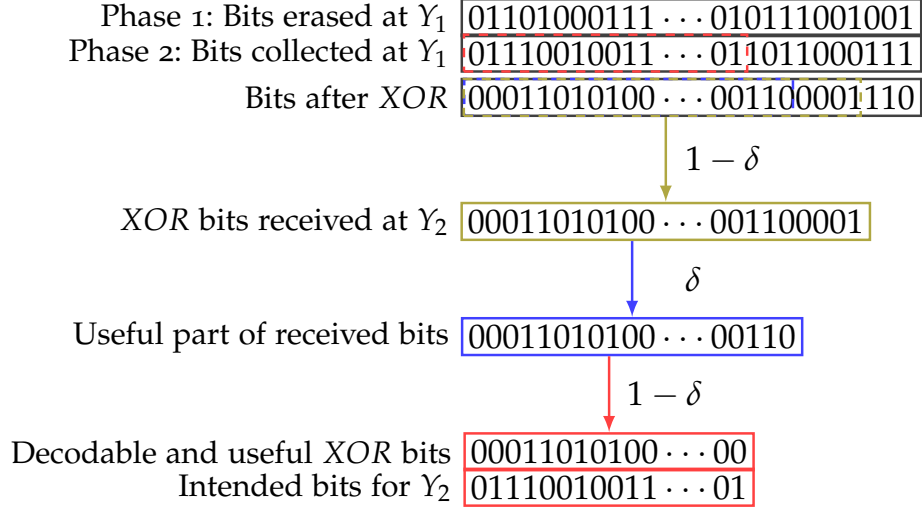 Phase 1: Bits erased at Y₁ 01101000111 ··· 010111001001
Phase 2: Bits collected at Y₁ 01110010011 ··· 011011000111
Bits after XOR 00011010100 ··· 001100001110
1 − δ
XOR bits received at Y₂ 00011010100 ··· 001100001
δ
Useful part of received bits 00011010100 ··· 00110
1 − δ
Decodable and useful XOR bits 00011010100 ··· 00
Intended bits for Y₂ 01110010011 ··· 01